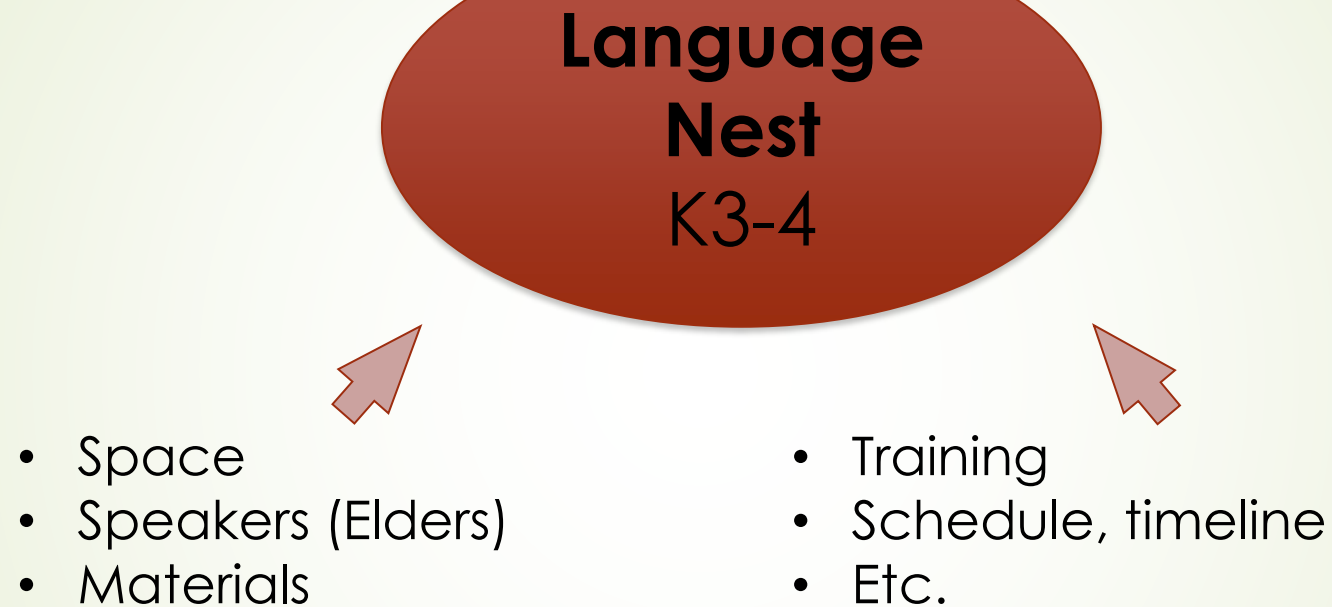 Language
Nest
K3-4
• Space
• Speakers (Elders)
• Materials
• Training
• Schedule, timeline
• Etc.